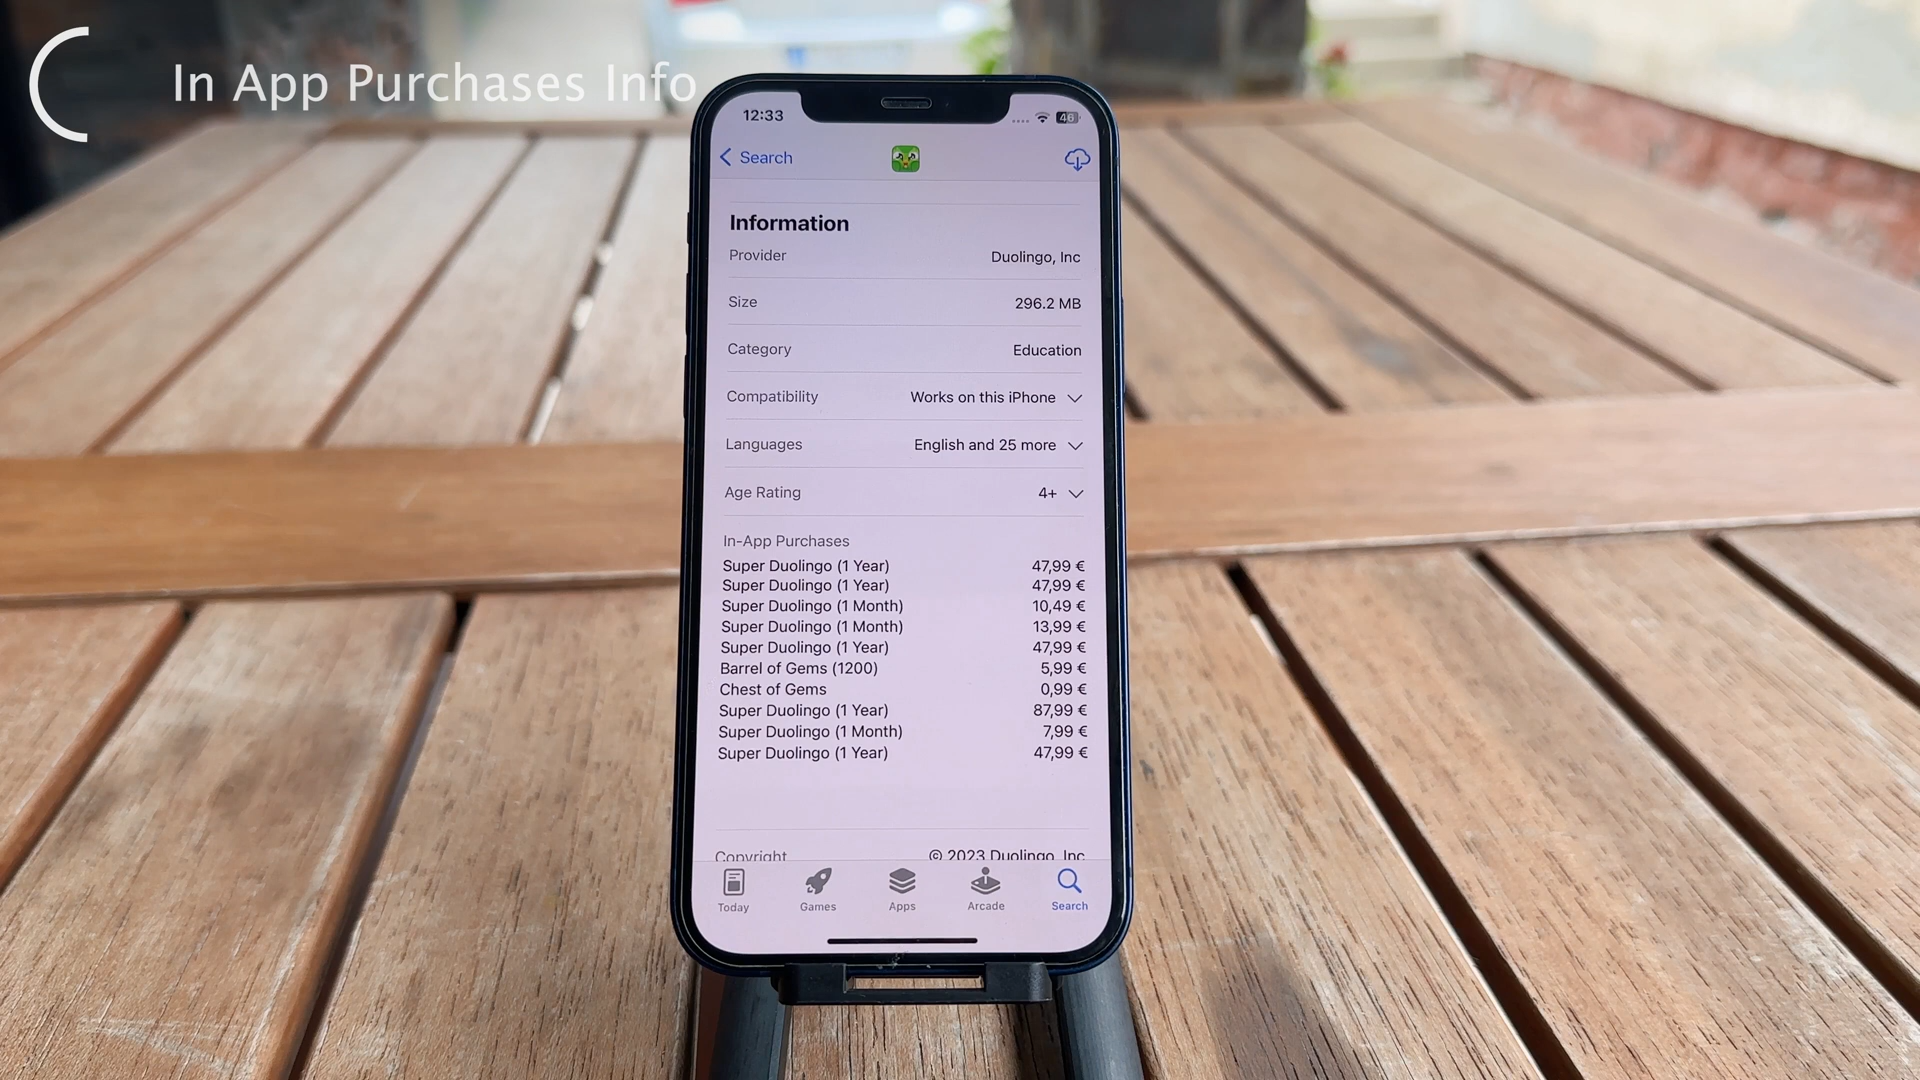 In App Purchases Info
12:33
46
Search
Information
Provider Duolingo, Inc
Size 296.2 MB
Category Education
Compatibility Works on this iPhone
Languages English and 25 more
Age Rating 4+
In-App Purchases
Super Duolingo (1 Year) 47,99 €
Super Duolingo (1 Year) 47,99 €
Super Duolingo (1 Month) 10,49 €
Super Duolingo (1 Month) 13,99 €
Super Duolingo (1 Year) 47,99 €
Barrel of Gems (1200) 5,99 €
Chest of Gems 0,99 €
Super Duolingo (1 Year) 87,99 €
Super Duolingo (1 Month) 7,99 €
Super Duolingo (1 Year) 47,99 €
Copyright © 2023 Duolingo, Inc
Today Games Apps Arcade Search